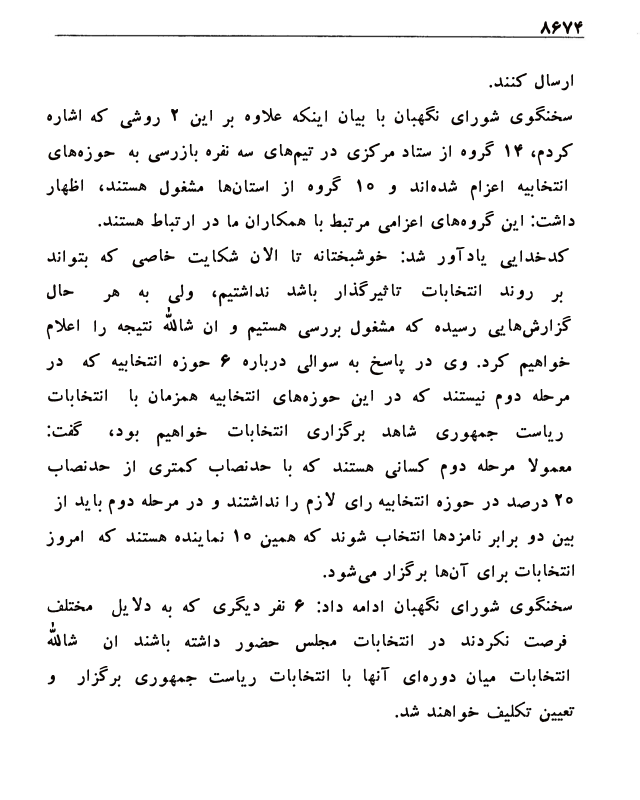 ۸۶۷۴
ارسال کنند.
سخنگوی شورای نگهبان با بیان اینکه علاوه بر این ۲ روشی که اشاره
کردم، ۱۴ گروه از ستاد مرکزی در تیم‌های سه نفره بازرسی به حوزه‌های
انتخابیه اعزام شده‌اند و ۱۰ گروه از استان‌ها مشغول هستند، اظهار
داشت: این گروه‌های اعزامی مرتبط با همکاران ما در ارتباط هستند.
کدخدایی یادآور شد: خوشبختانه تا الان شکایت خاصی که بتواند
بر روند انتخابات تاثیرگذار باشد نداشتیم، ولی به هر حال
گزارش‌هایی رسیده که مشغول بررسی هستیم و ان شاالله نتیجه را اعلام
خواهیم کرد. وی در پاسخ به سوالی درباره ۶ حوزه انتخابیه که در
مرحله دوم نیستند که در این حوزه‌های انتخابیه همزمان با انتخابات
ریاست جمهوری شاهد برگزاری انتخابات خواهیم بود، گفت:
معمولا مرحله دوم کسانی هستند که با حدنصاب کمتری از حدنصاب
۲۰ درصد در حوزه انتخابیه رای لازم را نداشتند و در مرحله دوم باید از
بین دو برابر نامزدها انتخاب شوند که همین ۱۰ نماینده هستند که امروز
انتخابات برای آن‌ها برگزار می‌شود.
سخنگوی شورای نگهبان ادامه داد: ۶ نفر دیگری که به دلایل مختلف
فرصت نکردند در انتخابات مجلس حضور داشته باشند ان شاالله
انتخابات میان دوره‌ای آنها با انتخابات ریاست جمهوری برگزار و
تعیین تکلیف خواهند شد.